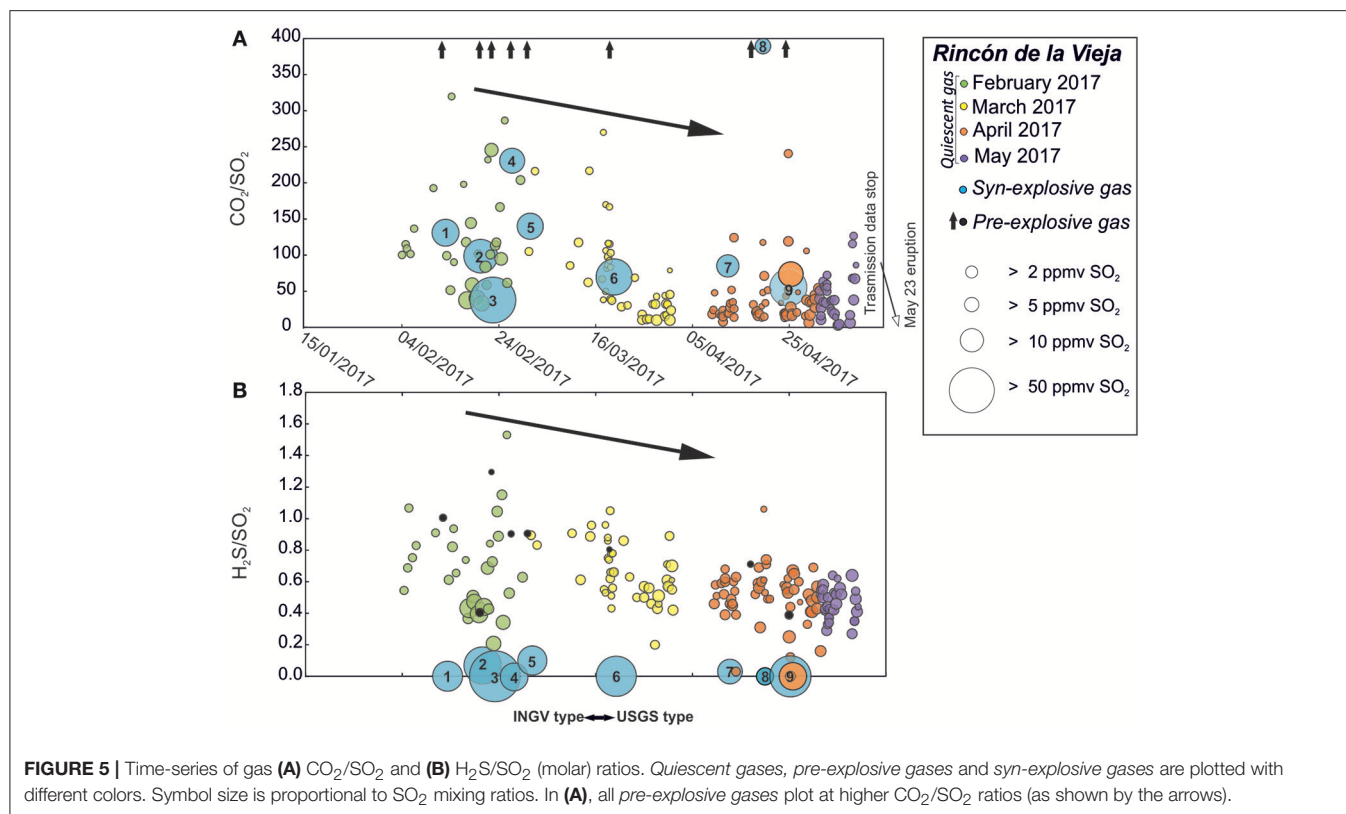 A
400
350
300
250
200
150
100
50
0
CO₂/SO₂
8
4
1
5
2
3
6
7
9
Trasmission data stop
May 23 eruption
15/01/2017
04/02/2017
24/02/2017
16/03/2017
05/04/2017
25/04/2017
Rincón de la Vieja
Quiescent gas
February 2017
March 2017
April 2017
May 2017
Syn-explosive gas
Pre-explosive gas
> 2 ppmv SO₂
> 5 ppmv SO₂
> 10 ppmv SO₂
> 50 ppmv SO₂
B
1.8
1.6
1.4
1.2
1.0
0.8
0.6
0.4
0.2
0.0
H₂S/SO₂
1
2
3
4
5
6
7
8
9
INGV type
USGS type
FIGURE 5 | Time-series of gas (A) CO₂/SO₂ and (B) H₂S/SO₂ (molar) ratios. Quiescent gases, pre-explosive gases and syn-explosive gases are plotted with
different colors. Symbol size is proportional to SO₂ mixing ratios. In (A), all pre-explosive gases plot at higher CO₂/SO₂ ratios (as shown by the arrows).